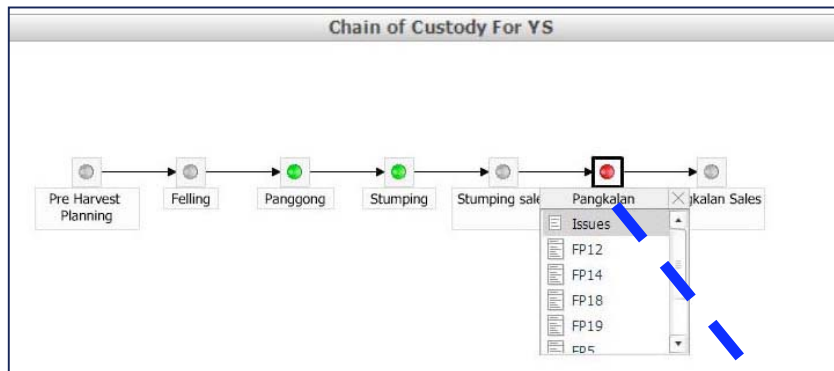 Chain of Custody For YS
Pre Harvest
Planning
Felling
Panggong
Stumping
Stumping sale
Pangkalan
gkalan Sales
Issues
FP12
FP14
FP18
FP19
FP5